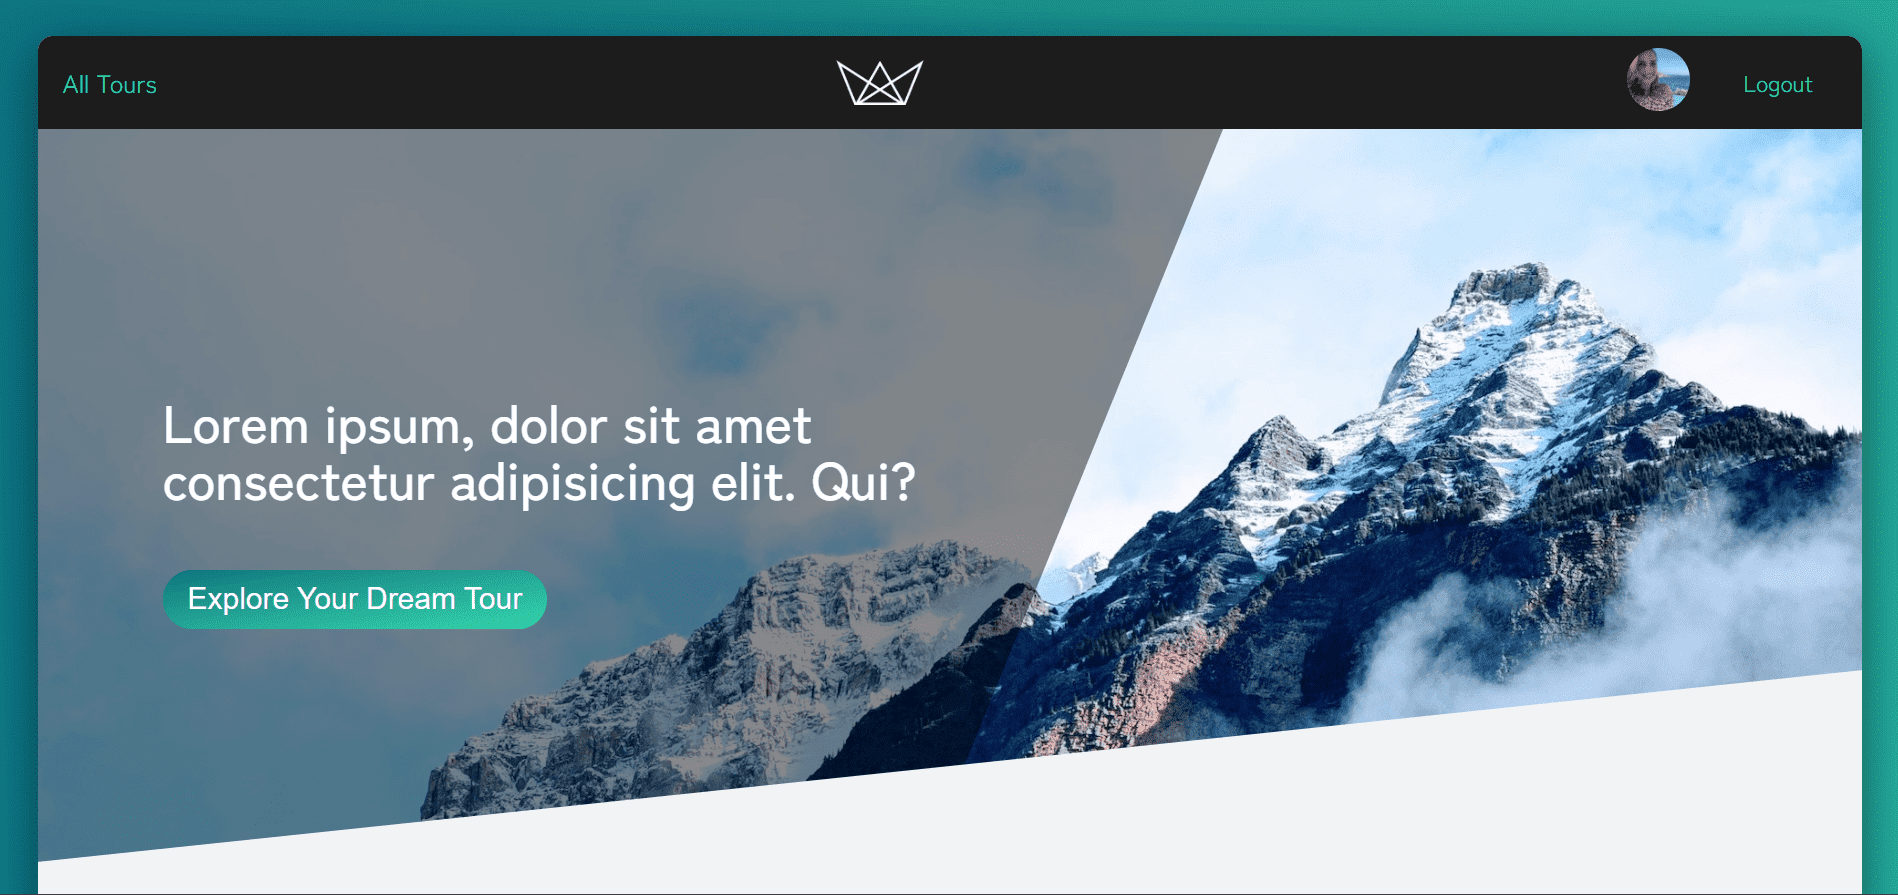 All Tours
Logout
Lorem ipsum, dolor sit amet
consectetur adipisicing elit. Qui?
Explore Your Dream Tour